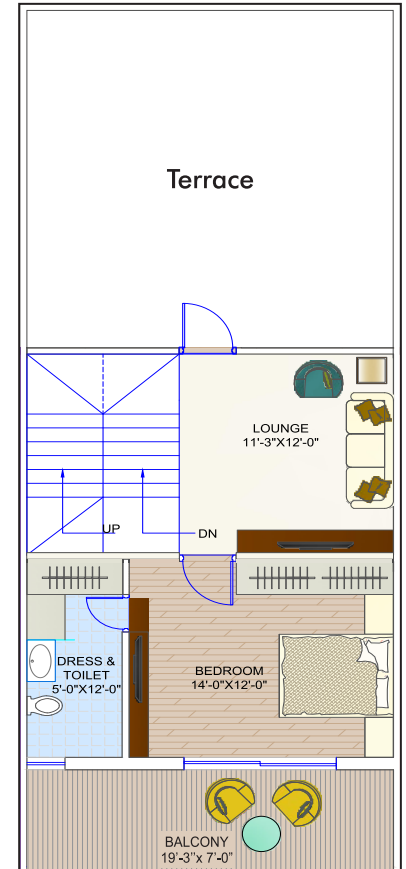 Terrace
LOUNGE
11'-3"X12'-0"
UP
DN
DRESS &
TOILET
5'-0"X12'-0"
BEDROOM
14'-0"X12'-0"
BALCONY
19'-3"x 7'-0"